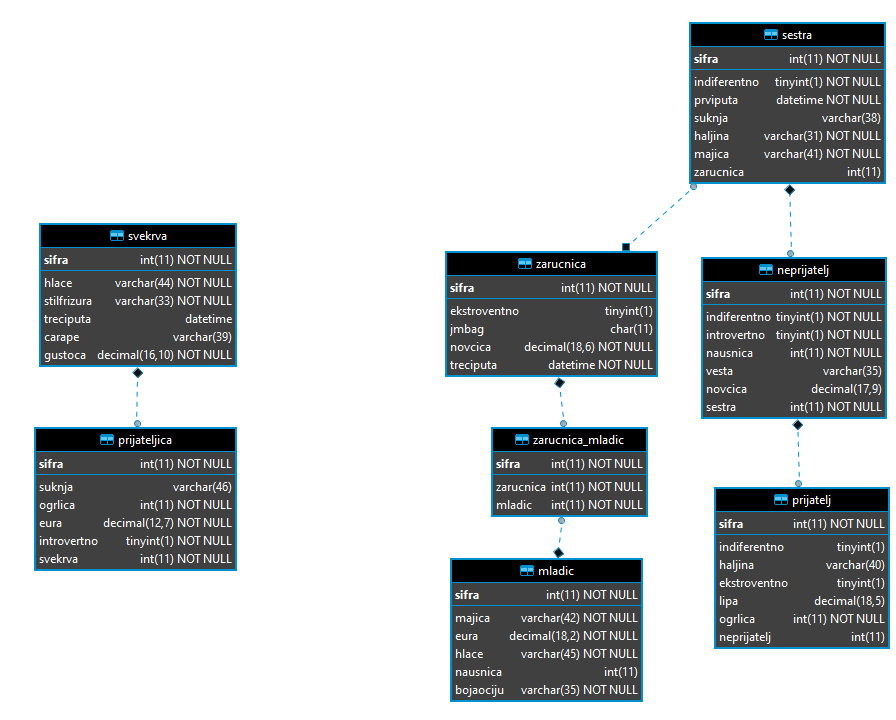 sestra
sifra int(11) NOT NULL
indiferentno tinyint(1) NOT NULL
prviputa datetime NOT NULL
suknja varchar(38)
haljina varchar(31) NOT NULL
majica varchar(41) NOT NULL
zarucnica int(11)
svekrva
sifra int(11) NOT NULL
hlace varchar(44) NOT NULL
stilfrizura varchar(33) NOT NULL
treciputa datetime
carape varchar(39)
gustoca decimal(16,10) NOT NULL
zarucnica
sifra int(11) NOT NULL
ekstroventno tinyint(1)
jmbag char(11)
novcica decimal(18,6) NOT NULL
treciputa datetime NOT NULL
neprijatelj
sifra int(11) NOT NULL
indiferentno tinyint(1) NOT NULL
introvertno tinyint(1) NOT NULL
nausnica int(11) NOT NULL
vesta varchar(35)
novcica decimal(17,9)
sestra int(11) NOT NULL
prijateljica
sifra int(11) NOT NULL
suknja varchar(46)
ogrlica int(11) NOT NULL
eura decimal(12,7) NOT NULL
introvertno tinyint(1) NOT NULL
svekrva int(11) NOT NULL
zarucnica_mladic
sifra int(11) NOT NULL
zarucnica int(11) NOT NULL
mladic int(11) NOT NULL
prijatelj
sifra int(11) NOT NULL
indiferentno tinyint(1)
haljina varchar(40)
ekstroventno tinyint(1)
lipa decimal(18,5)
ogrlica int(11) NOT NULL
neprijatelj int(11)
mladic
sifra int(11) NOT NULL
majica varchar(42) NOT NULL
eura decimal(18,2) NOT NULL
hlace varchar(45) NOT NULL
nausnica int(11)
bojaociju varchar(35) NOT NULL